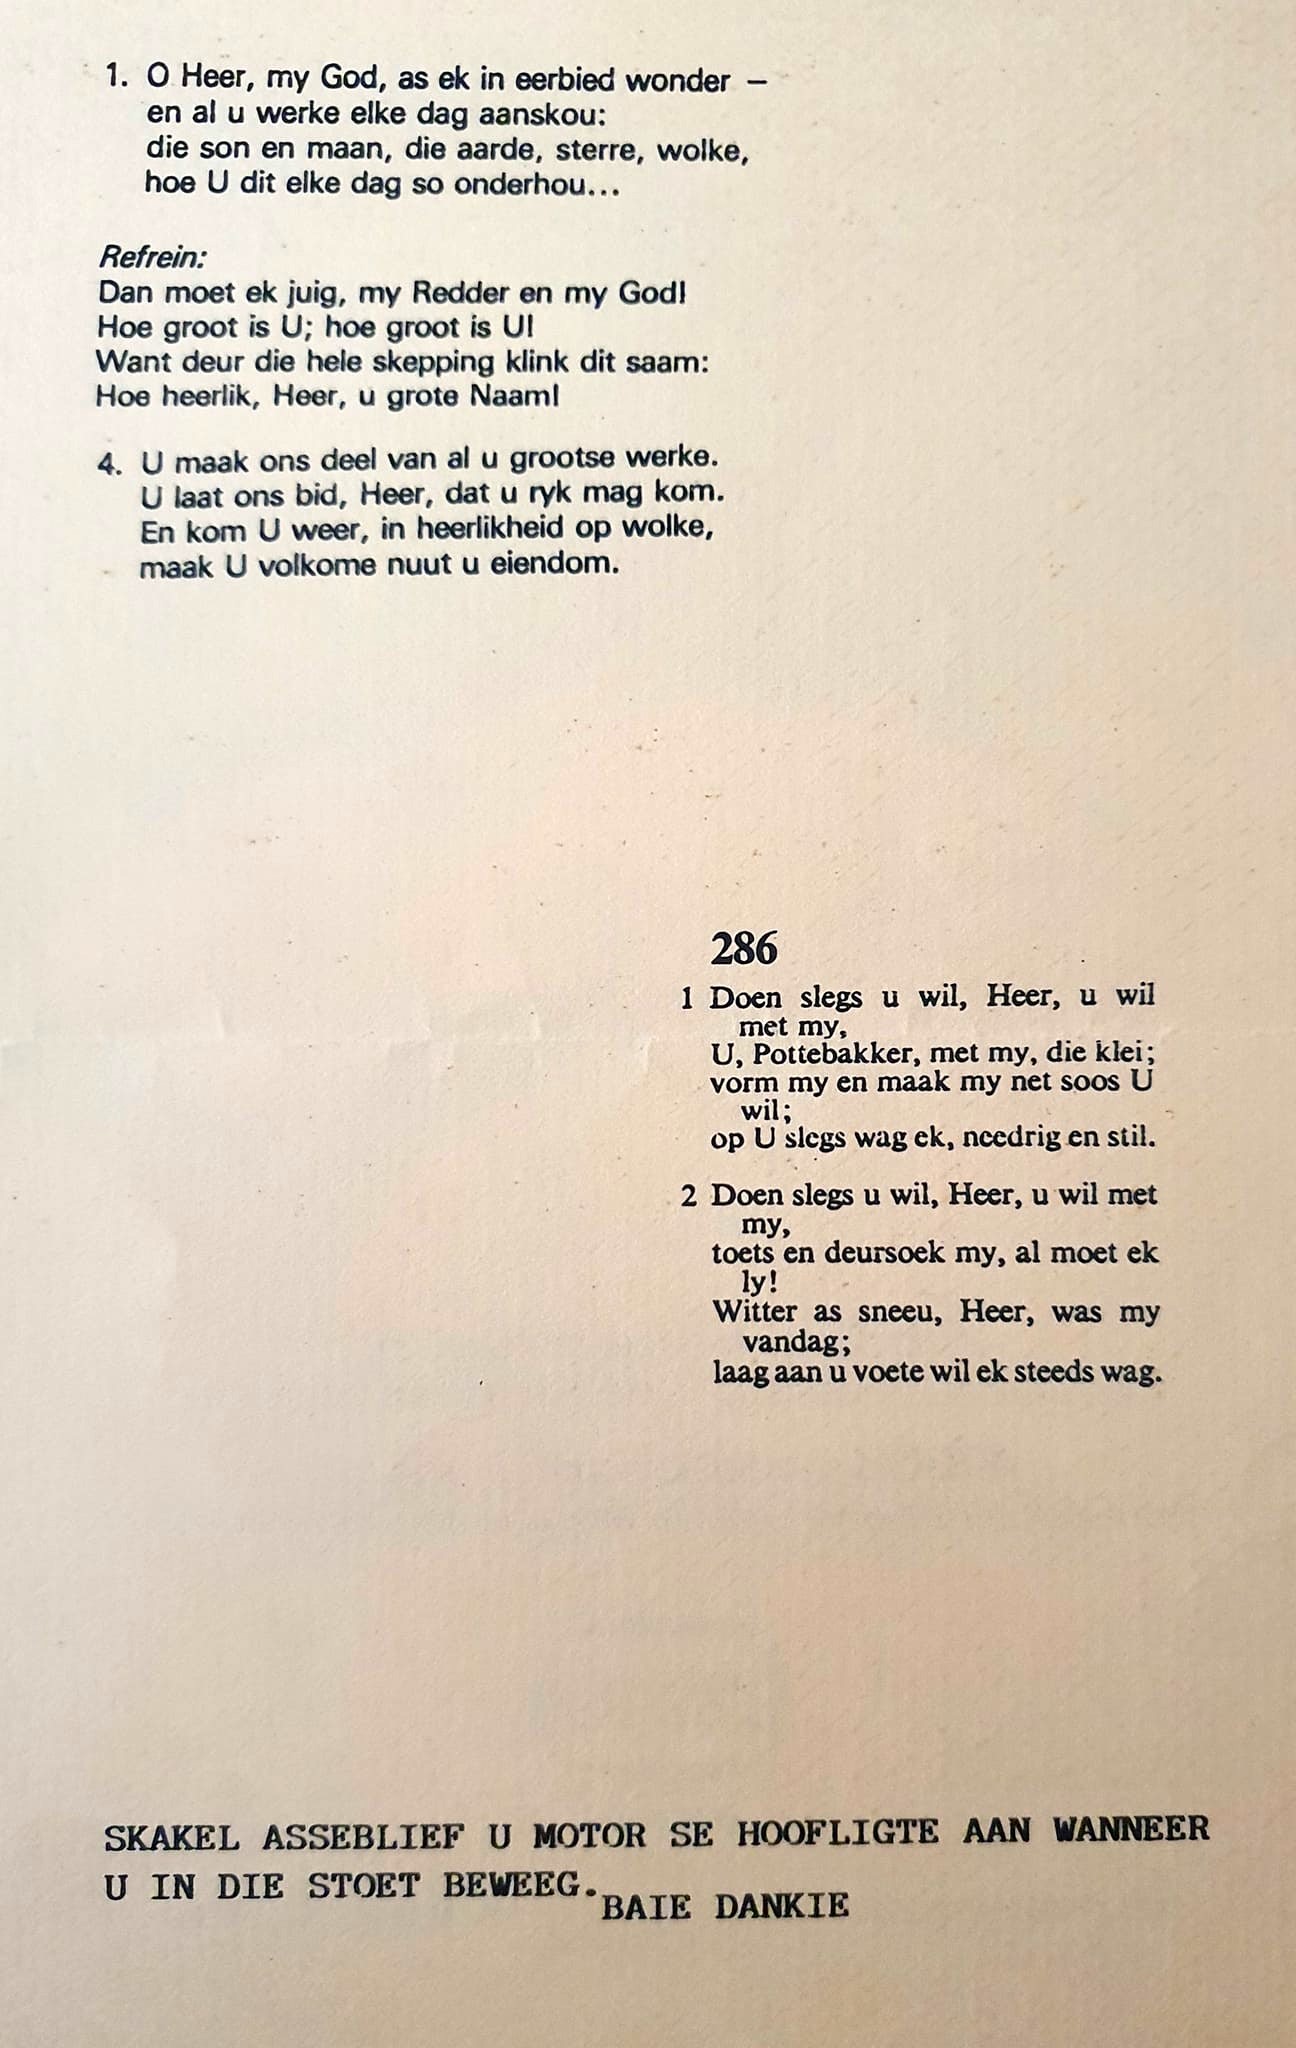 1. O Heer, my God, as ek in eerbied wonder –
en al u werke elke dag aanskou:
die son en maan, die aarde, sterre, wolke,
hoe U dit elke dag so onderhou...
Refrein:
Dan moet ek juig, my Redder en my God!
Hoe groot is U; hoe groot is U!
Want deur die hele skepping klink dit saam:
Hoe heerlik, Heer, u grote Naam!
4. U maak ons deel van al u grootse werke.
U laat ons bid, Heer, dat u ryk mag kom.
En kom U weer, in heerlikheid op wolke,
maak U volkome nuut u eiendom.
286
1 Doen slegs u wil, Heer, u wil
met my,
U, Pottebakker, met my, die klei;
vorm my en maak my net soos U
wil;
op U slegs wag ek, needrig en stil.
2 Doen slegs u wil, Heer, u wil met
my,
toets en deursoek my, al moet ek
ly!
Witter as sneeu, Heer, was my
vandag;
laag aan u voete wil ek steeds wag.
SKAKEL ASSEBLIEF U MOTOR SE HOOFLIGTE AAN WANNEER
U IN DIE STOET BEWEEG.
BAIE DANKIE